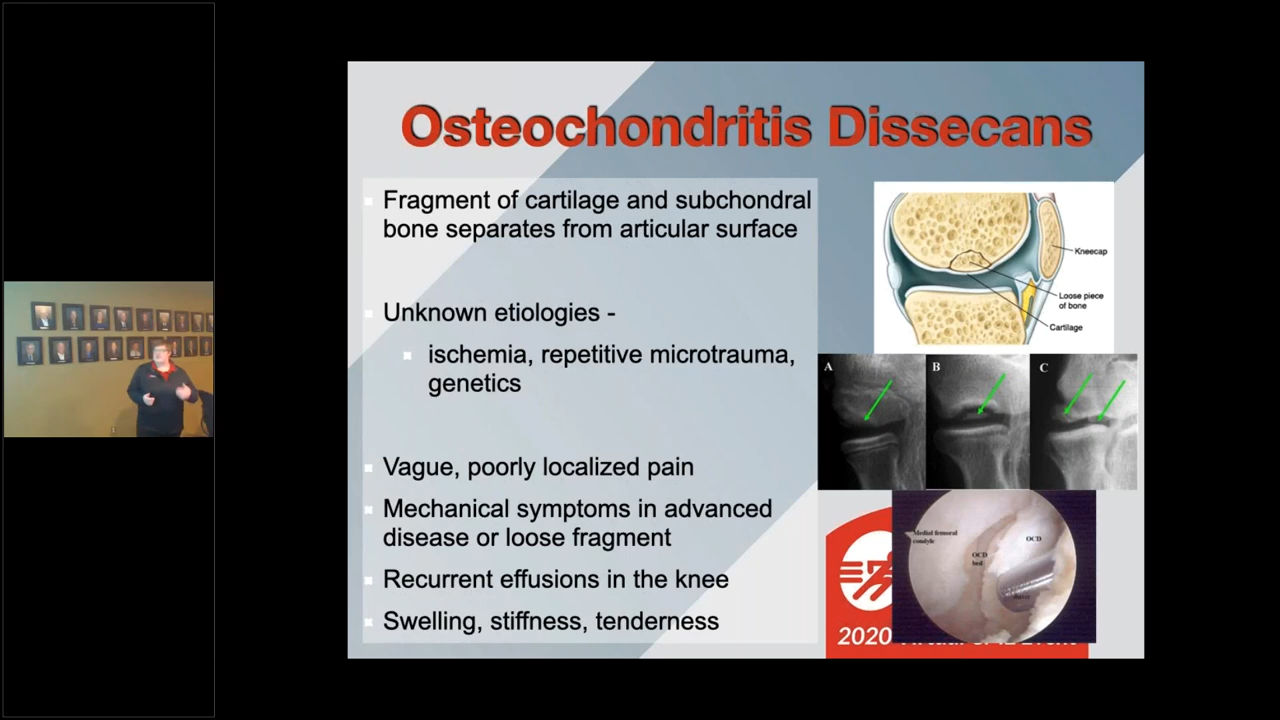 Osteochondritis Dissecans
Fragment of cartilage and subchondral
bone separates from articular surface
Unknown etiologies -
ischemia, repetitive microtrauma,
genetics
Vague, poorly localized pain
Mechanical symptoms in advanced
disease or loose fragment
Recurrent effusions in the knee
Swelling, stiffness, tenderness
Kneecap
Loose piece
of bone
Cartilage
A
B
C
Medial femoral
condyle
OCD
OCD
bed
2020